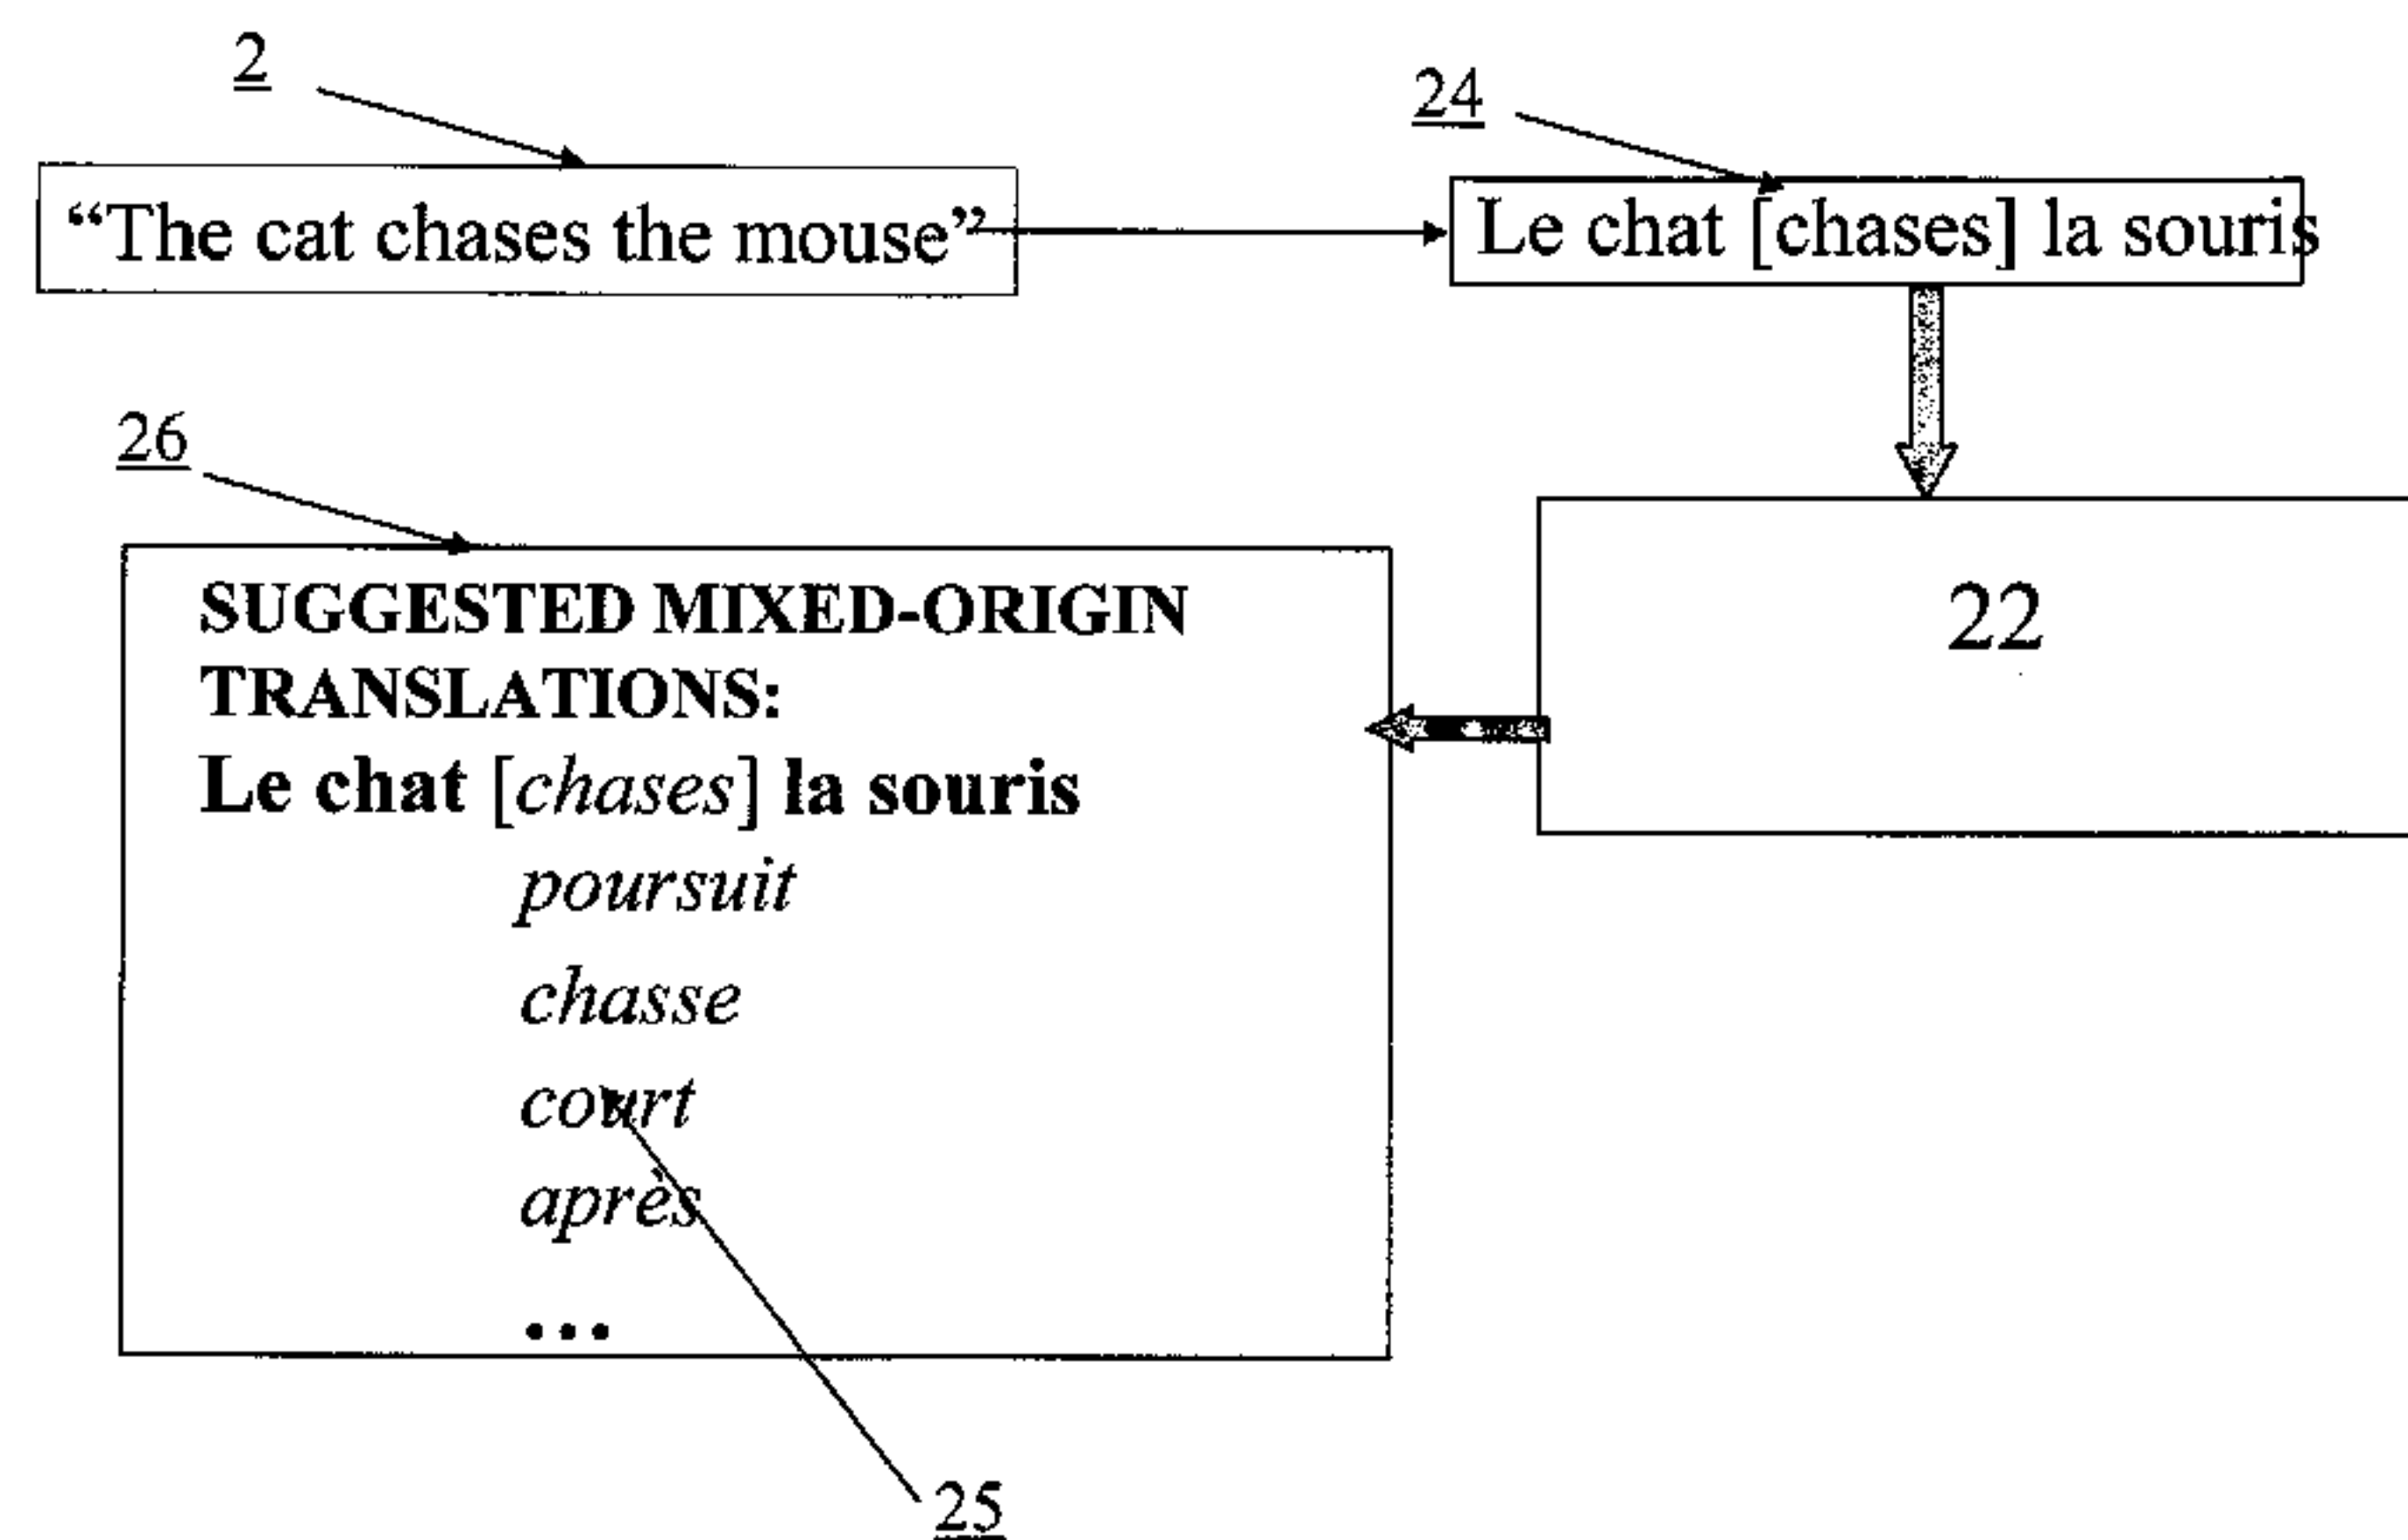 2
24
“The cat chases the mouse”
Le chat [chases] la souris
26
22
SUGGESTED MIXED-ORIGIN
TRANSLATIONS:
Le chat [chases] la souris
poursuit
chasse
court
après
...
25